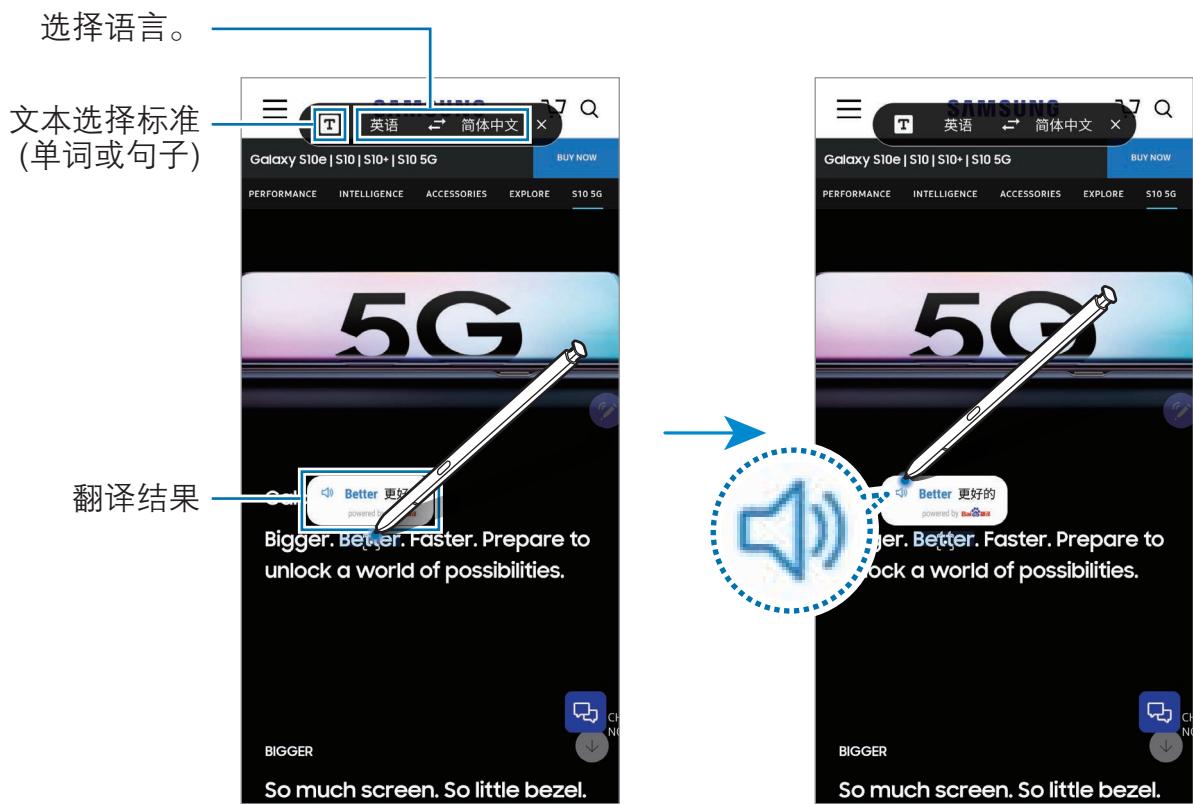 选择语言。
文本选择标准
(单词或句子)
翻译结果
SAMSUNG
T 英语 简体中文 ×
Galaxy S10e | S10 | S10+ | S10 5G BUY NOW
PERFORMANCE INTELLIGENCE ACCESSORIES EXPLORE S10 5G
5G
Better 更好
powered by
Bigger. Better. Faster. Prepare to
unlock a world of possibilities.
BIGGER
So much screen. So little bezel.
SAMSUNG
T 英语 简体中文 ×
Galaxy S10e | S10 | S10+ | S10 5G BUY NOW
PERFORMANCE INTELLIGENCE ACCESSORIES EXPLORE S10 5G
5G
Better 更好的
powered by Bai
ger. Better. Faster. Prepare to
ock a world of possibilities.
BIGGER
So much screen. So little bezel.